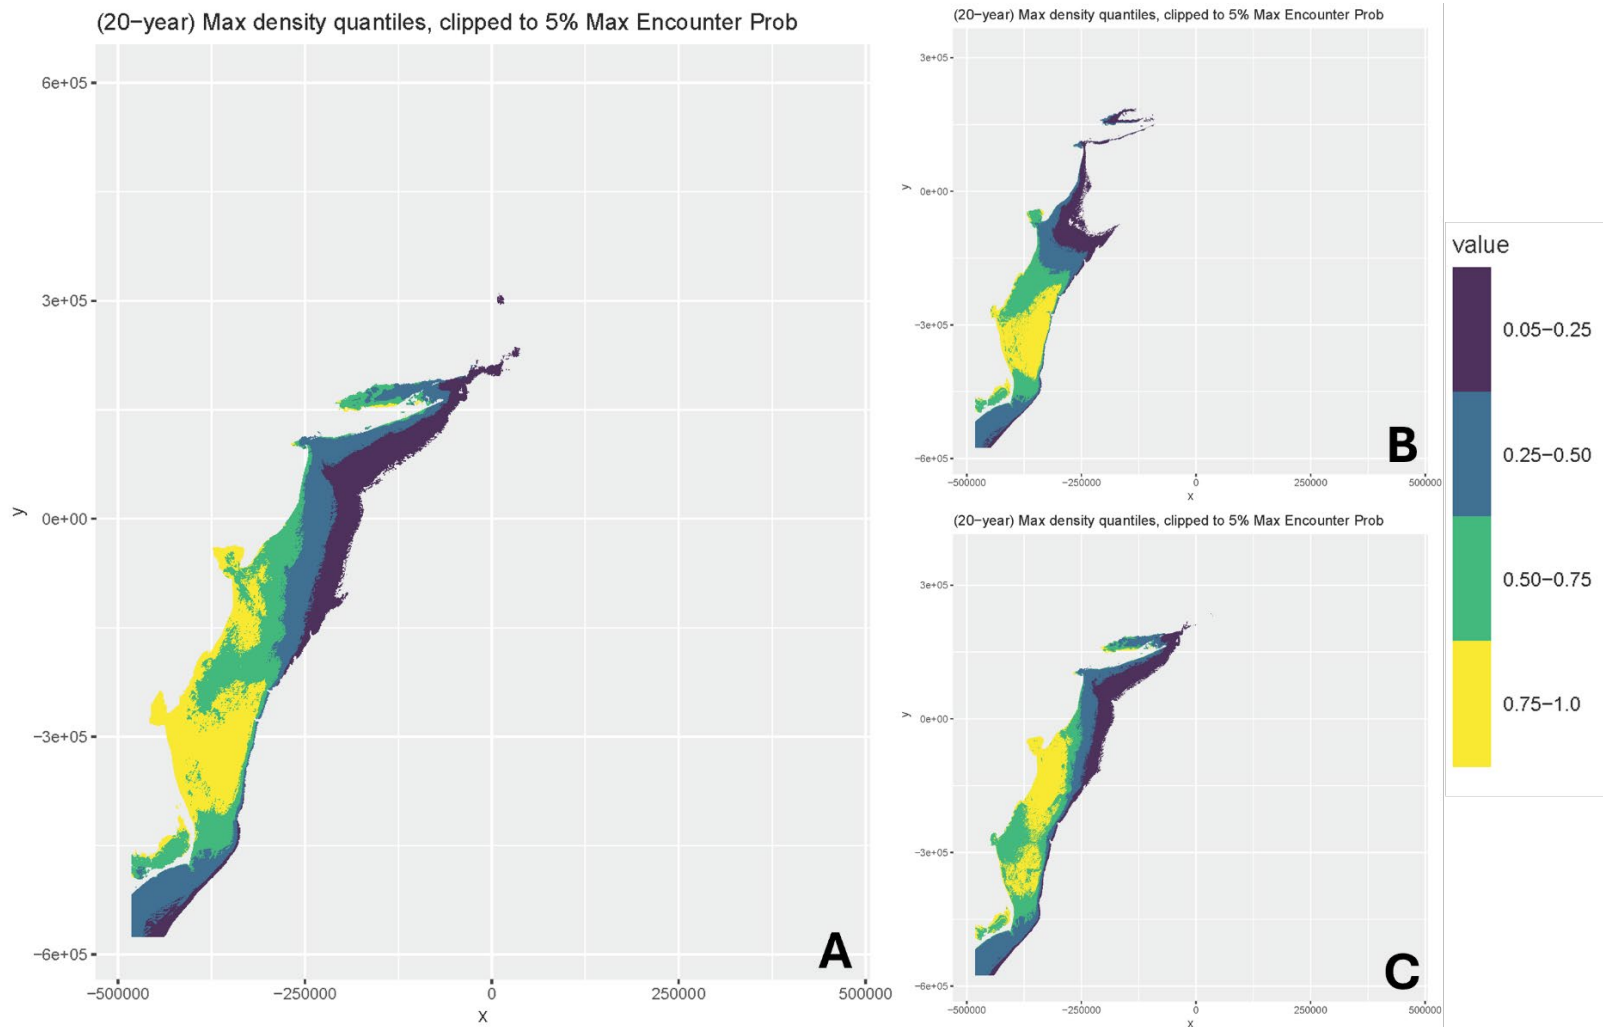 (20−year) Max density quantiles, clipped to 5% Max Encounter Prob
6e+05
3e+05
0e+00
−3e+05
−6e+05
y
−500000 −250000 0 250000 500000
x
A
(20−year) Max density quantiles, clipped to 5% Max Encounter Prob
3e+05
0e+00
−3e+05
−6e+05
y
−500000 −250000 0 250000 500000
x
B
(20−year) Max density quantiles, clipped to 5% Max Encounter Prob
3e+05
0e+00
−3e+05
−6e+05
y
−500000 −250000 0 250000 500000
x
C
value
0.05−0.25
0.25−0.50
0.50−0.75
0.75−1.0